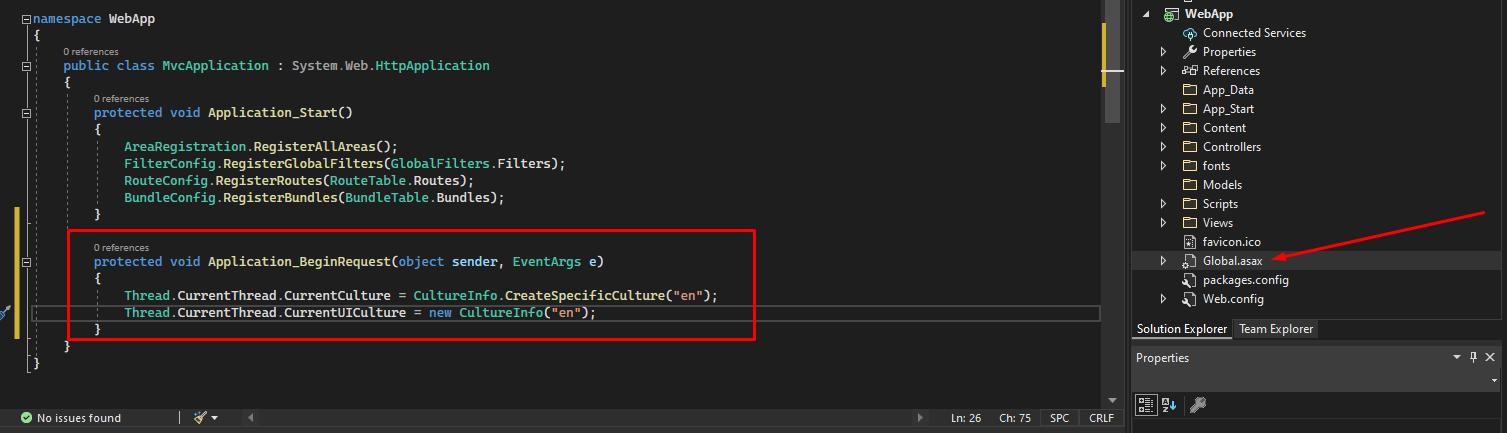 namespace WebApp
{
0 references
public class MvcApplication : System.Web.HttpApplication
{
0 references
protected void Application_Start()
{
AreaRegistration.RegisterAllAreas();
FilterConfig.RegisterGlobalFilters(GlobalFilters.Filters);
RouteConfig.RegisterRoutes(RouteTable.Routes);
BundleConfig.RegisterBundles(BundleTable.Bundles);
}
0 references
protected void Application_BeginRequest(object sender, EventArgs e)
{
Thread.CurrentThread.CurrentCulture = CultureInfo.CreateSpecificCulture("en");
Thread.CurrentThread.CurrentUICulture = new CultureInfo("en");
}
}
}
No issues found
Ln: 26 Ch: 75 SPC CRLF
WebApp
Connected Services
Properties
References
App_Data
App_Start
Content
Controllers
fonts
Models
Scripts
Views
favicon.ico
Global.asax
packages.config
Web.config
Solution Explorer Team Explorer
Properties